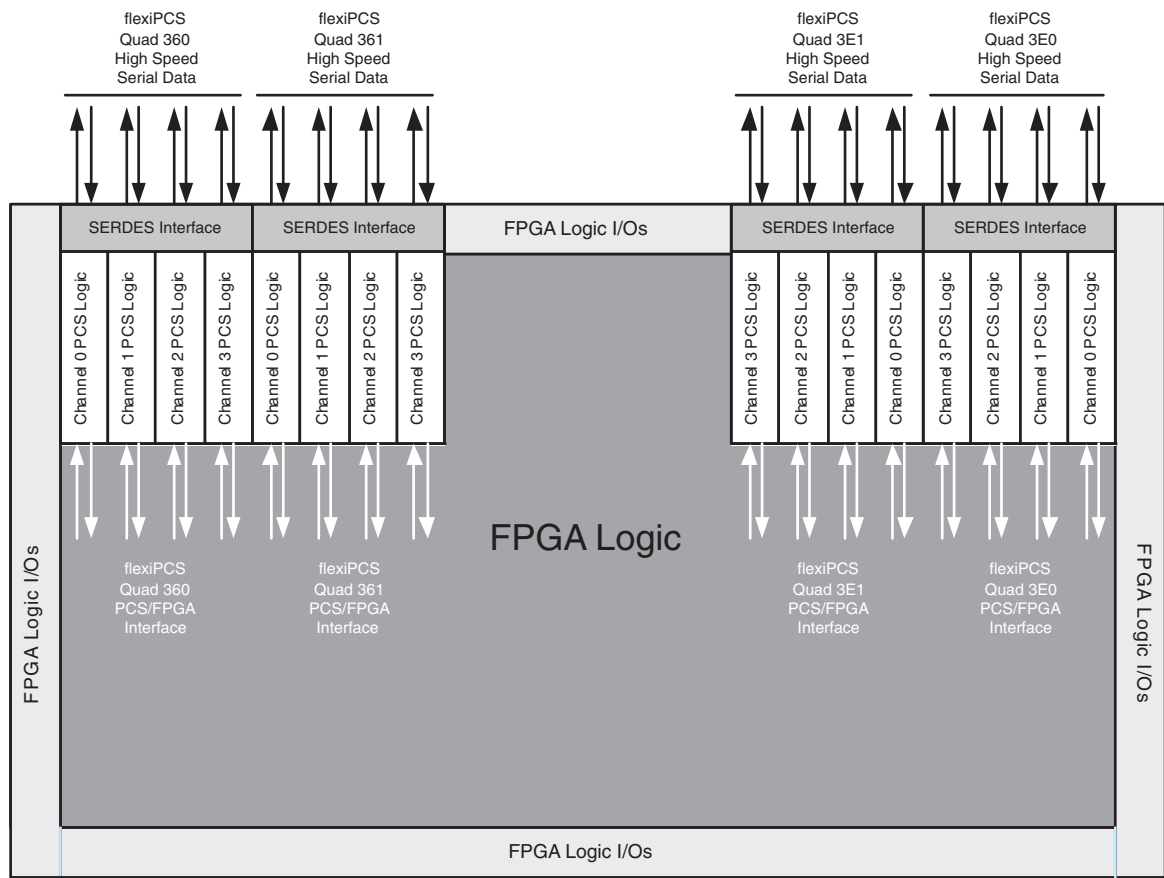 flexiPCS
Quad 360
High Speed
Serial Data
flexiPCS
Quad 361
High Speed
Serial Data
flexiPCS
Quad 3E1
High Speed
Serial Data
flexiPCS
Quad 3E0
High Speed
Serial Data
SERDES Interface
SERDES Interface
FPGA Logic I/Os
SERDES Interface
SERDES Interface
Channel 0 PCS Logic
Channel 1 PCS Logic
Channel 2 PCS Logic
Channel 3 PCS Logic
Channel 0 PCS Logic
Channel 1 PCS Logic
Channel 2 PCS Logic
Channel 3 PCS Logic
Channel 3 PCS Logic
Channel 2 PCS Logic
Channel 1 PCS Logic
Channel 0 PCS Logic
Channel 3 PCS Logic
Channel 2 PCS Logic
Channel 1 PCS Logic
Channel 0 PCS Logic
FPGA Logic I/Os
FPGA Logic
FPGA Logic I/Os
flexiPCS
Quad 360
PCS/FPGA
Interface
flexiPCS
Quad 361
PCS/FPGA
Interface
flexiPCS
Quad 3E1
PCS/FPGA
Interface
flexiPCS
Quad 3E0
PCS/FPGA
Interface
FPGA Logic I/Os